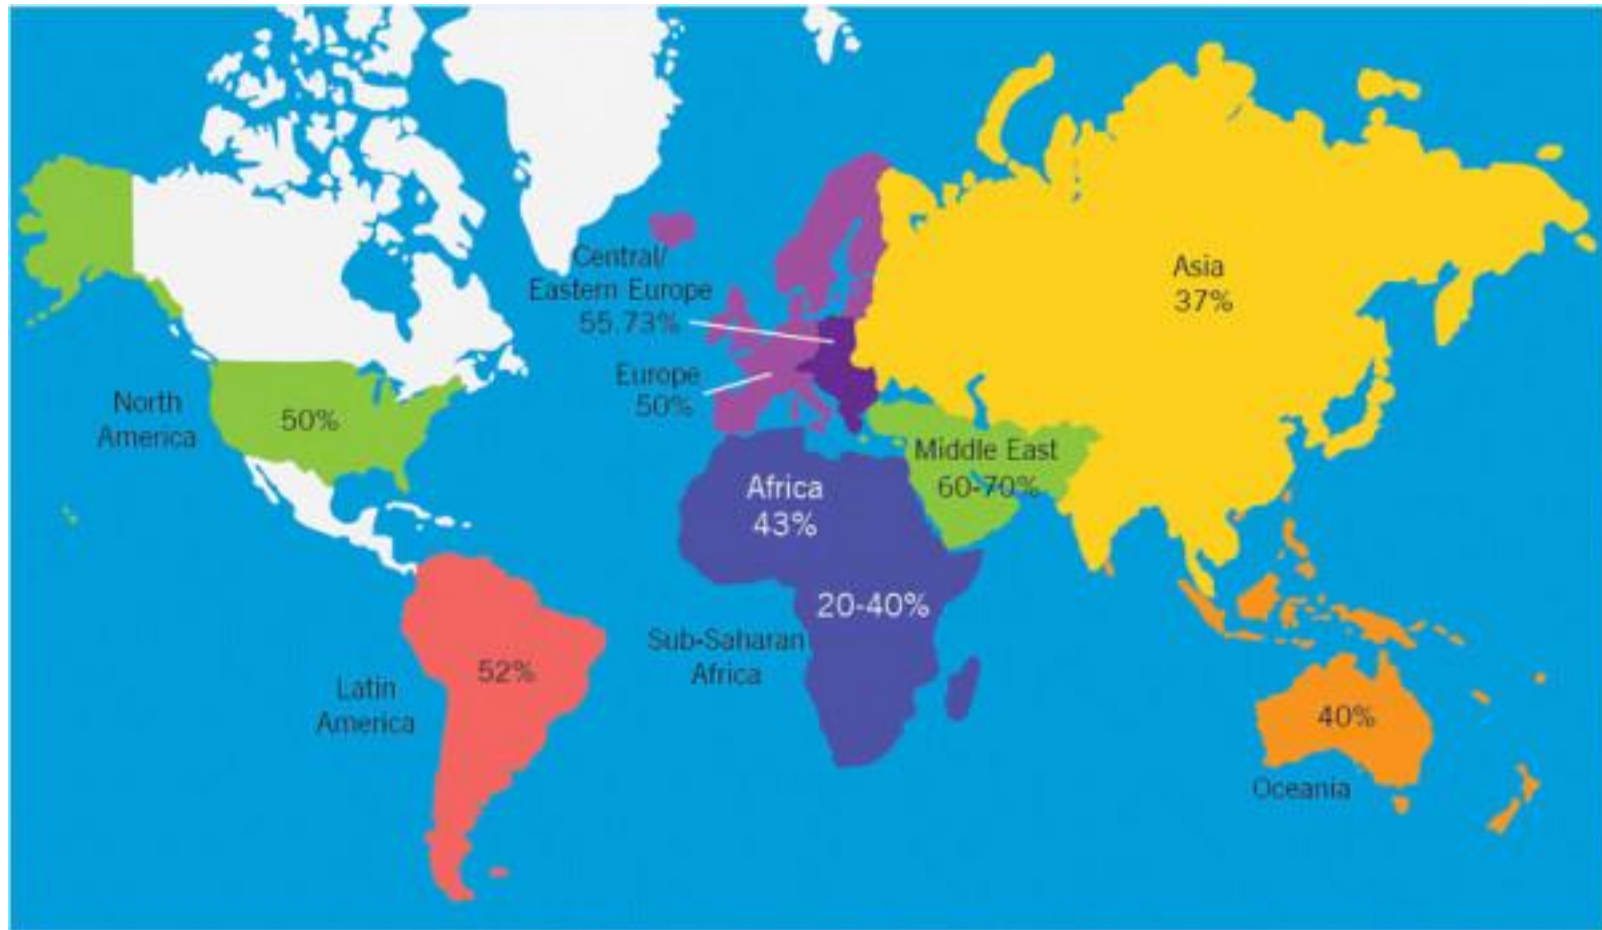 Central/
Eastern Europe
55.73%
Europe
50%
Asia
37%
North
America
50%
Middle East
60-70%
Africa
43%
20-40%
Sub-Saharan
Africa
Latin
America
52%
40%
Oceania